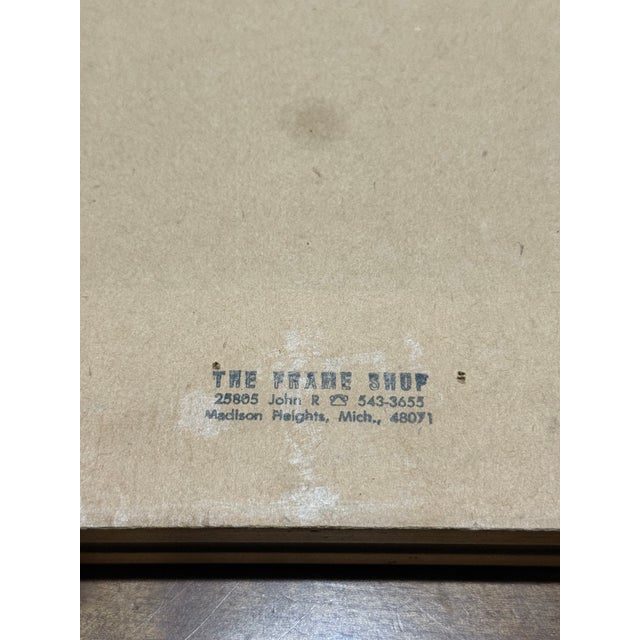 THE FRAME SHOP
25805 John R ☎ 543-3655
Madison Heights, Mich., 48071